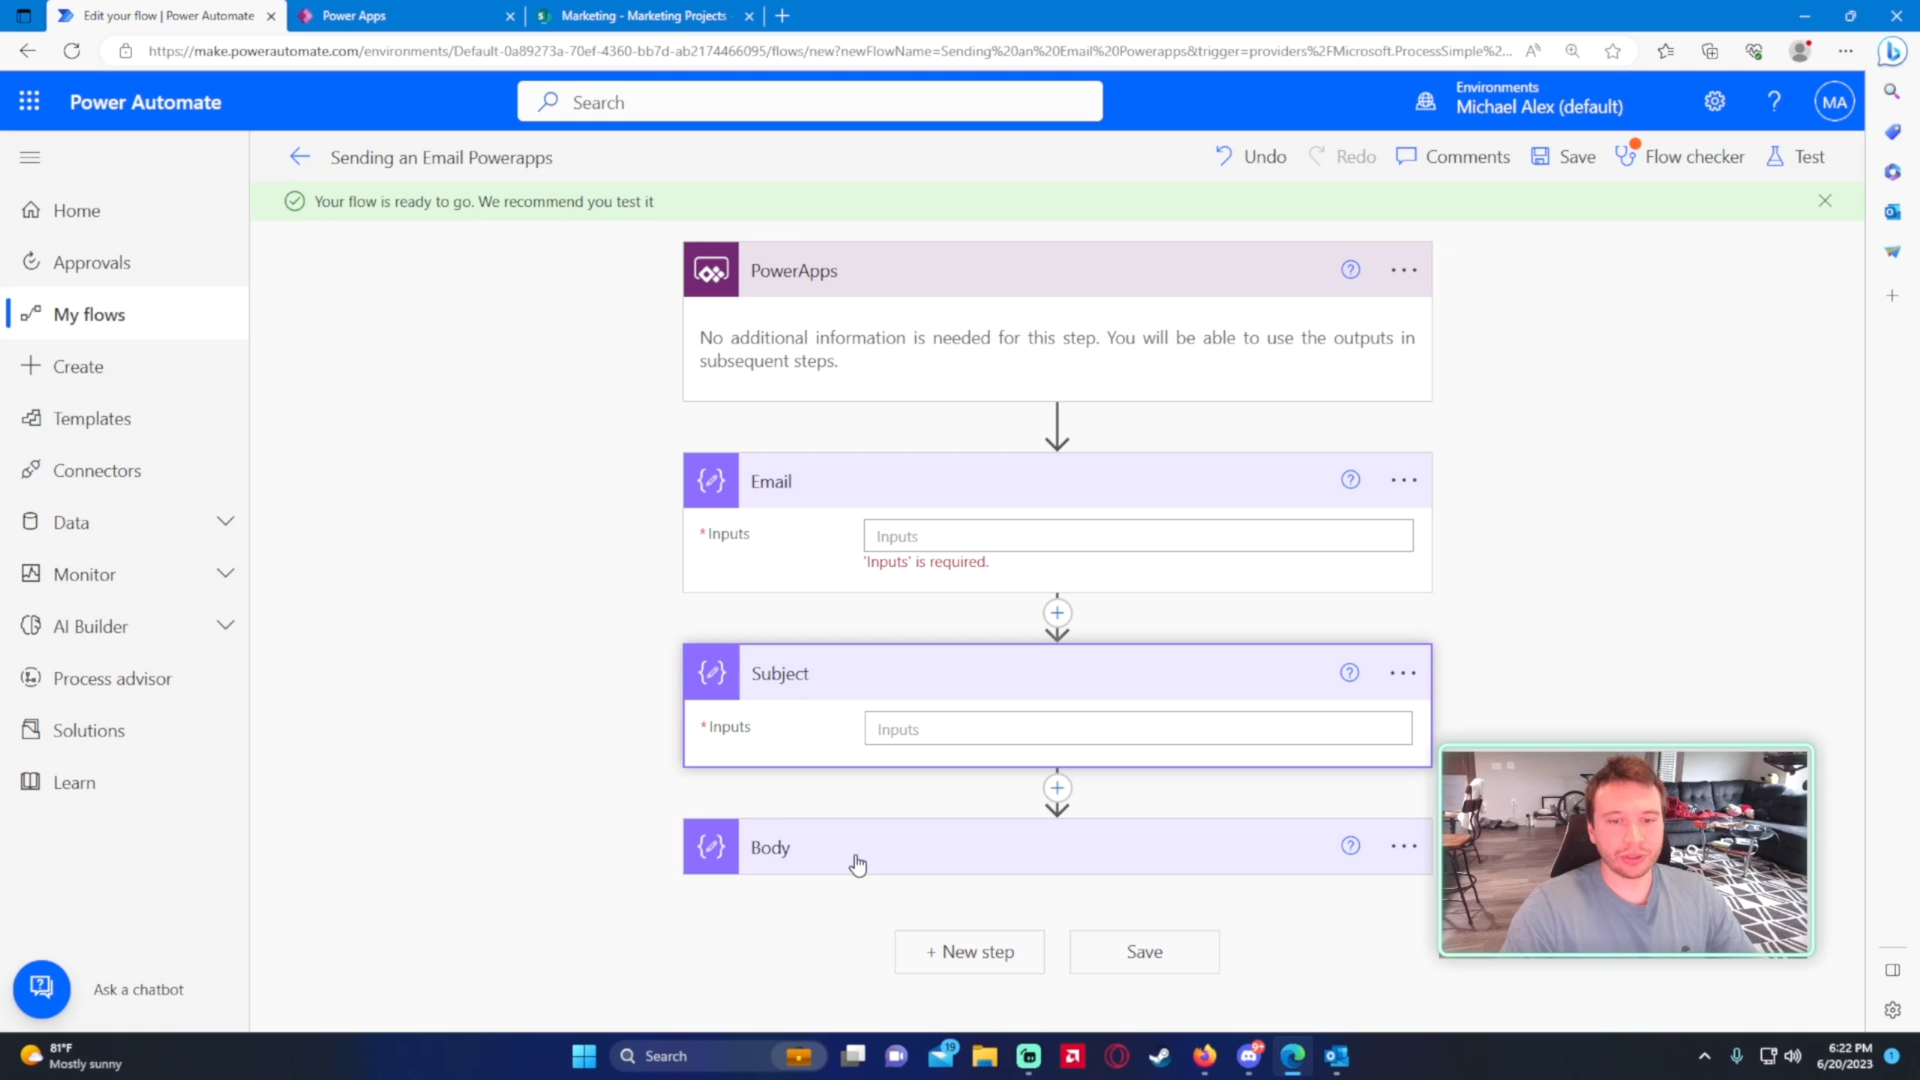 Edit your flow | Power Automate
Power Apps
Marketing - Marketing Projects
https://make.powerautomate.com/environments/Default-0a89273a-70ef-4360-bb7d-ab2174466095/flows/new?newFlowName=Sending%20an%20Email%20Powerapps&trigger=providers%2FMicrosoft.ProcessSimple%2...
Power Automate
Search
Environments
Michael Alex (default)
MA
Sending an Email Powerapps
Undo
Redo
Comments
Save
Flow checker
Test
Your flow is ready to go. We recommend you test it
Home
Approvals
My flows
Create
Templates
Connectors
Data
Monitor
AI Builder
Process advisor
Solutions
Learn
Ask a chatbot
PowerApps
No additional information is needed for this step. You will be able to use the outputs in
subsequent steps.
Email
*Inputs
Inputs
'Inputs' is required.
Subject
*Inputs
Inputs
Body
+ New step
Save
81°F
Mostly sunny
Search
19
9+
6:22 PM
6/20/2023
1